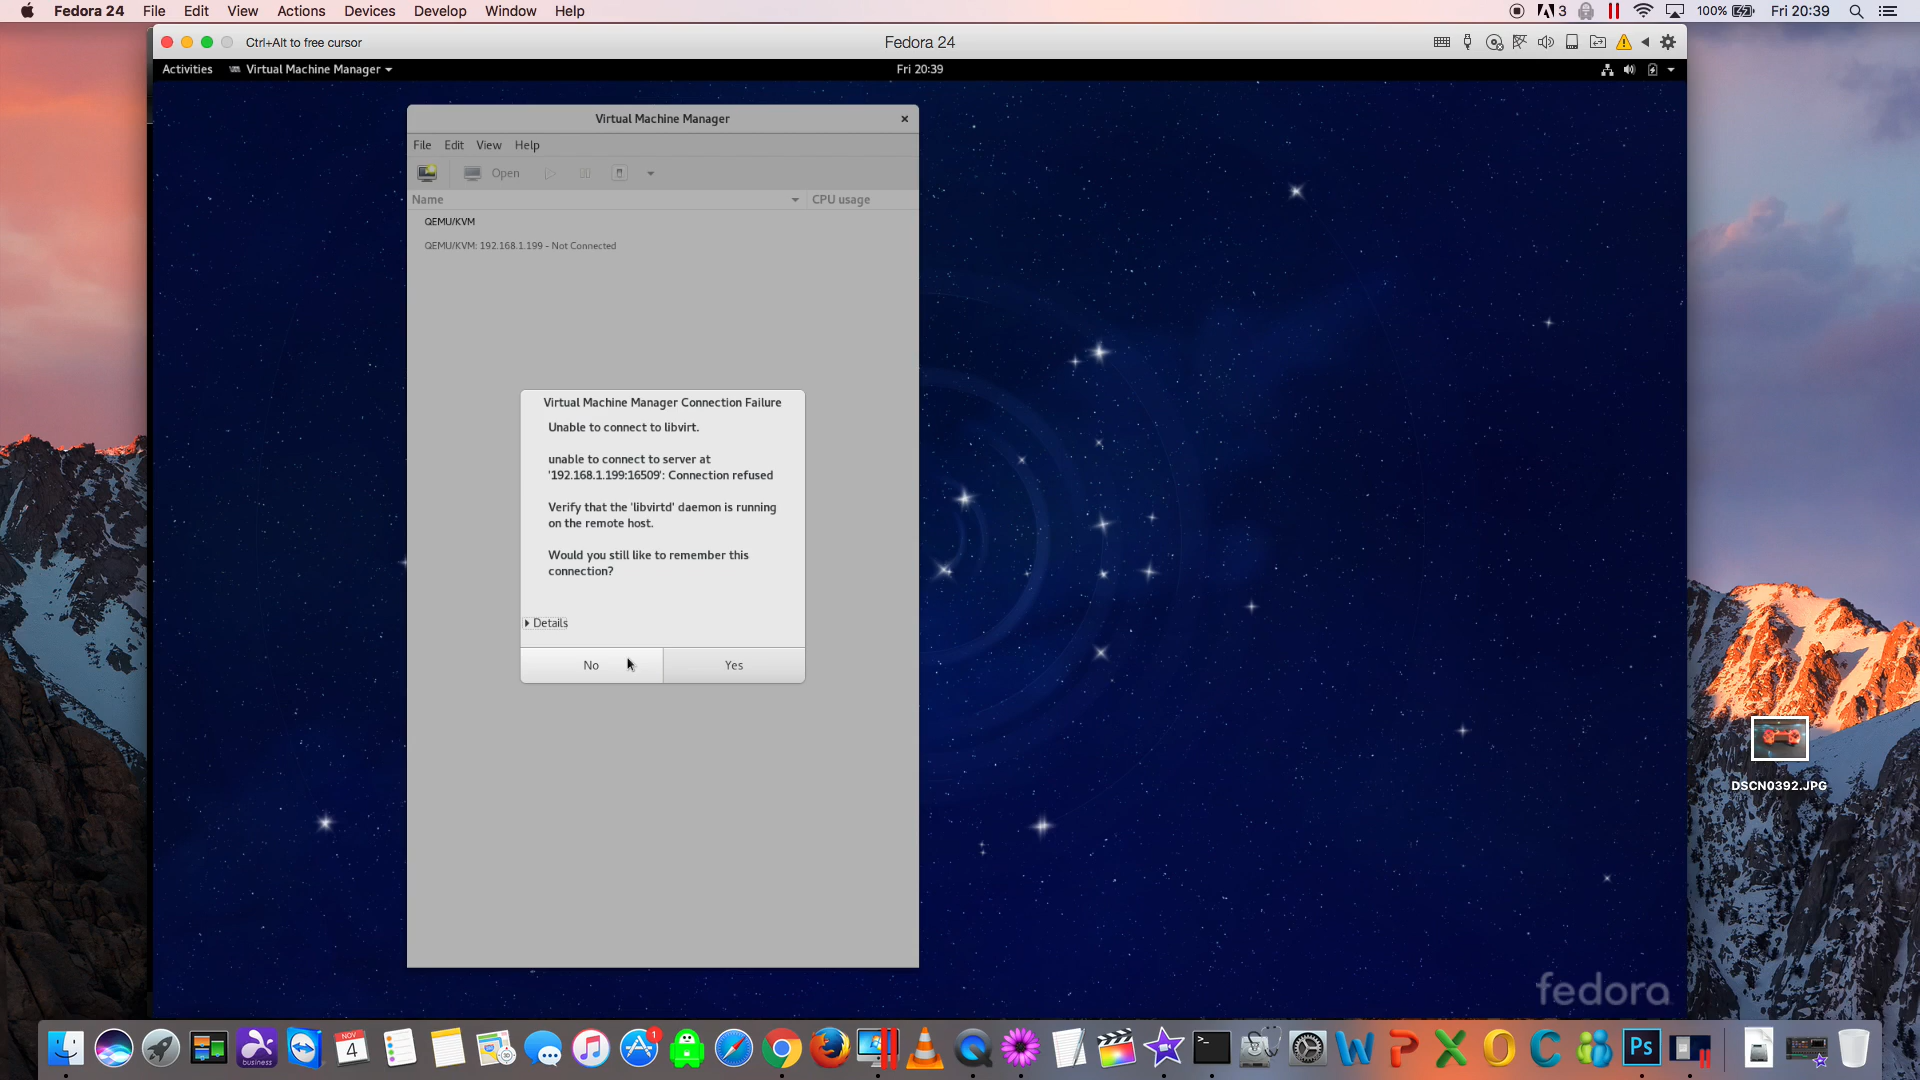 Fedora 24 File Edit View Actions Devices Develop Window Help
3 100% Fri 20:39
Ctrl+Alt to free cursor
Fedora 24
Activities Virtual Machine Manager Fri 20:39
Virtual Machine Manager
File Edit View Help
Open
Name CPU usage
QEMU/KVM
QEMU/KVM: 192.168.1.199 - Not Connected
Virtual Machine Manager Connection Failure
Unable to connect to libvirt.
unable to connect to server at
'192.168.1.199:16509': Connection refused
Verify that the 'libvirtd' daemon is running
on the remote host.
Would you still like to remember this
connection?
Details
No Yes
DSCN0392.JPG
fedora
business
NOV
4
1
Ps